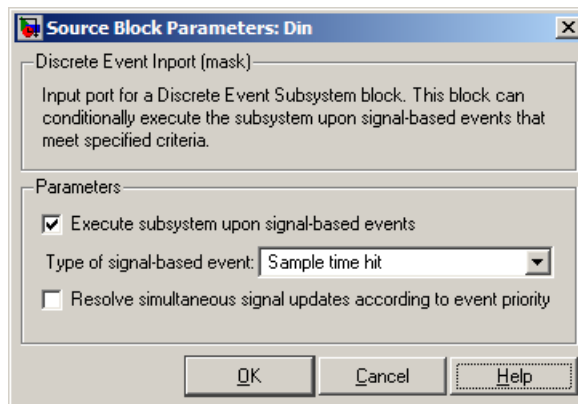 Source Block Parameters: Din
Discrete Event Inport (mask)
Input port for a Discrete Event Subsystem block. This block can
conditionally execute the subsystem upon signal-based events that
meet specified criteria.
Parameters
Execute subsystem upon signal-based events
Type of signal-based event: Sample time hit
Resolve simultaneous signal updates according to event priority
OK Cancel Help